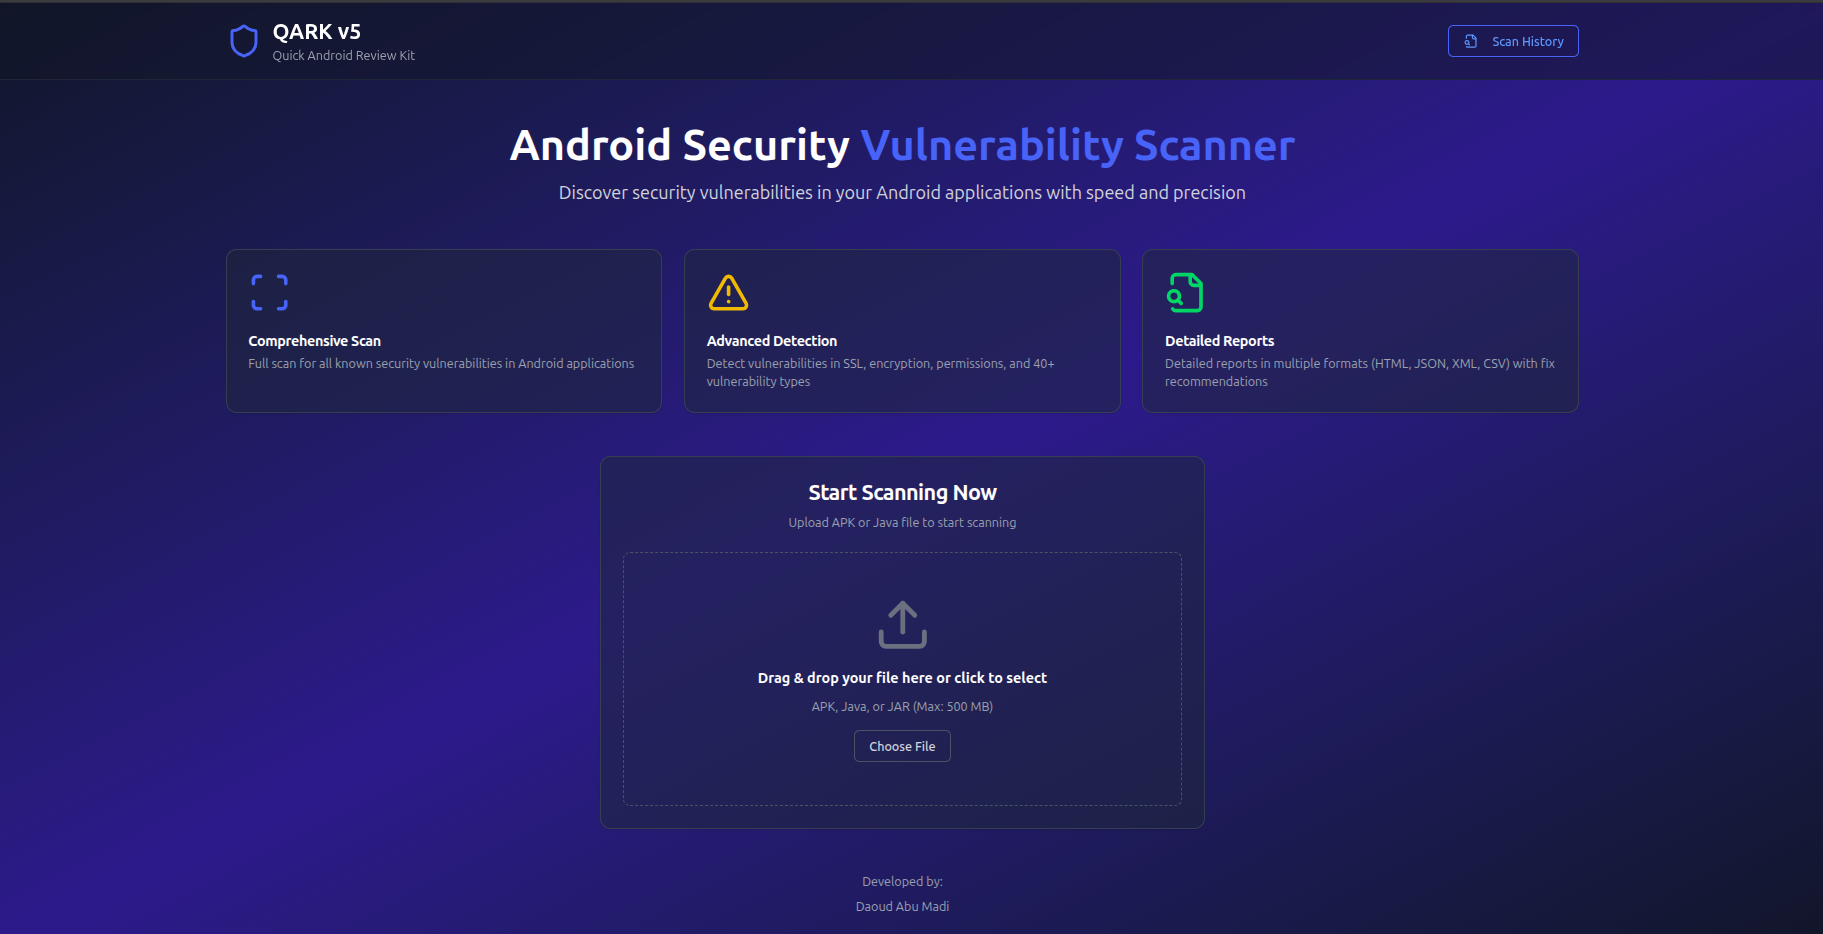 QARK v5
Quick Android Review Kit
Scan History
Android Security Vulnerability Scanner
Discover security vulnerabilities in your Android applications with speed and precision
Comprehensive Scan
Full scan for all known security vulnerabilities in Android applications
Advanced Detection
Detect vulnerabilities in SSL, encryption, permissions, and 40+
vulnerability types
Detailed Reports
Detailed reports in multiple formats (HTML, JSON, XML, CSV) with fix
recommendations
Start Scanning Now
Upload APK or Java file to start scanning
Drag & drop your file here or click to select
APK, Java, or JAR (Max: 500 MB)
Choose File
Developed by:
Daoud Abu Madi